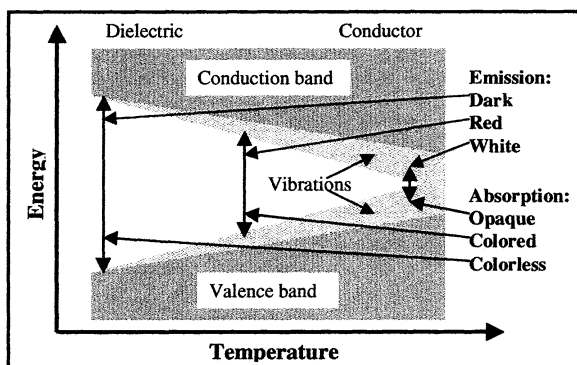 Dielectric Conductor
Conduction band
Emission:
Dark
Red
White
Vibrations
Absorption:
Opaque
Colored
Colorless
Valence band
Energy
Temperature